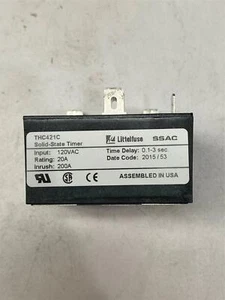 THC421C
Solid-State Timer
Littelfuse SSAC
Input: 120VAC
Time Delay: 0.1-3 sec.
Rating: 20A
Date Code: 2015 / 53
Inrush: 200A
ASSEMBLED IN USA